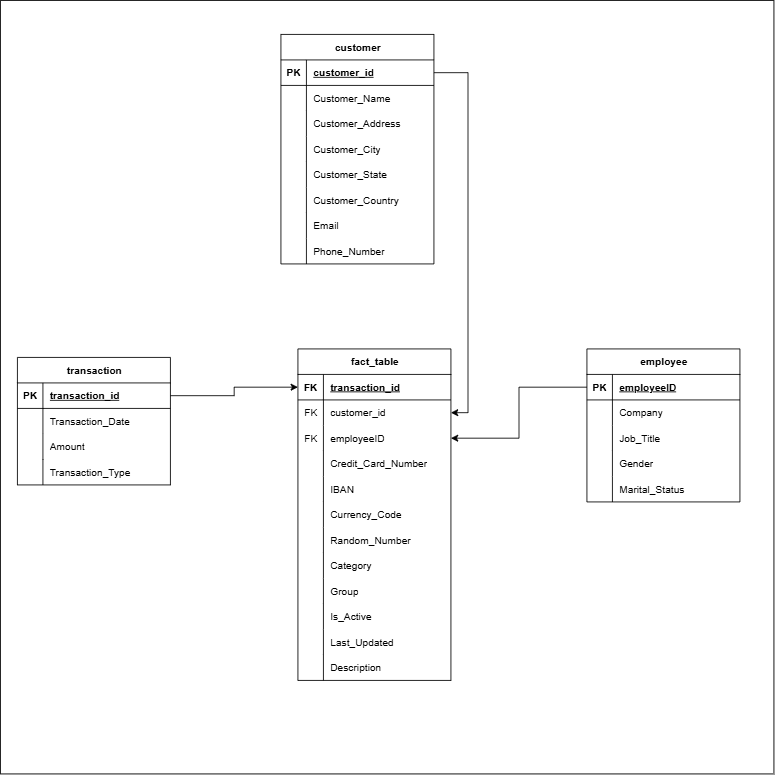 customer
PK customer_id
Customer_Name
Customer_Address
Customer_City
Customer_State
Customer_Country
Email
Phone_Number
transaction
PK transaction_id
Transaction_Date
Amount
Transaction_Type
fact_table
FK transaction_id
FK customer_id
FK employeeID
Credit_Card_Number
IBAN
Currency_Code
Random_Number
Category
Group
Is_Active
Last_Updated
Description
employee
PK employeeID
Company
Job_Title
Gender
Marital_Status